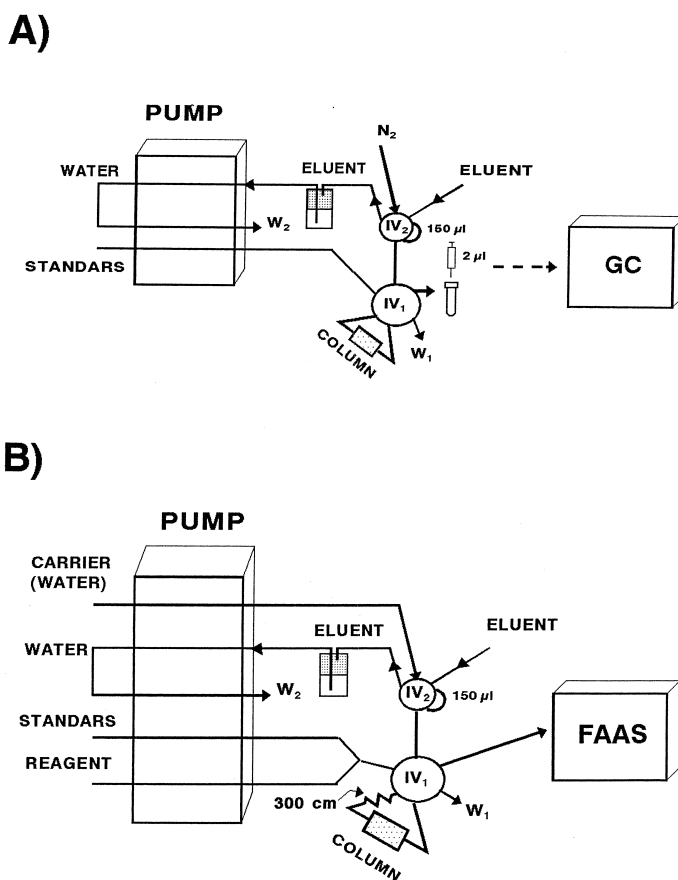 A)
PUMP
N2
WATER
ELUENT
ELUENT
W2
IV2
150 µl
STANDARS
2 µl
GC
IV1
COLUMN
W1
B)
PUMP
CARRIER
(WATER)
ELUENT
ELUENT
WATER
W2
IV2
150 µl
STANDARS
FAAS
REAGENT
IV1
300 cm
W1
COLUMN